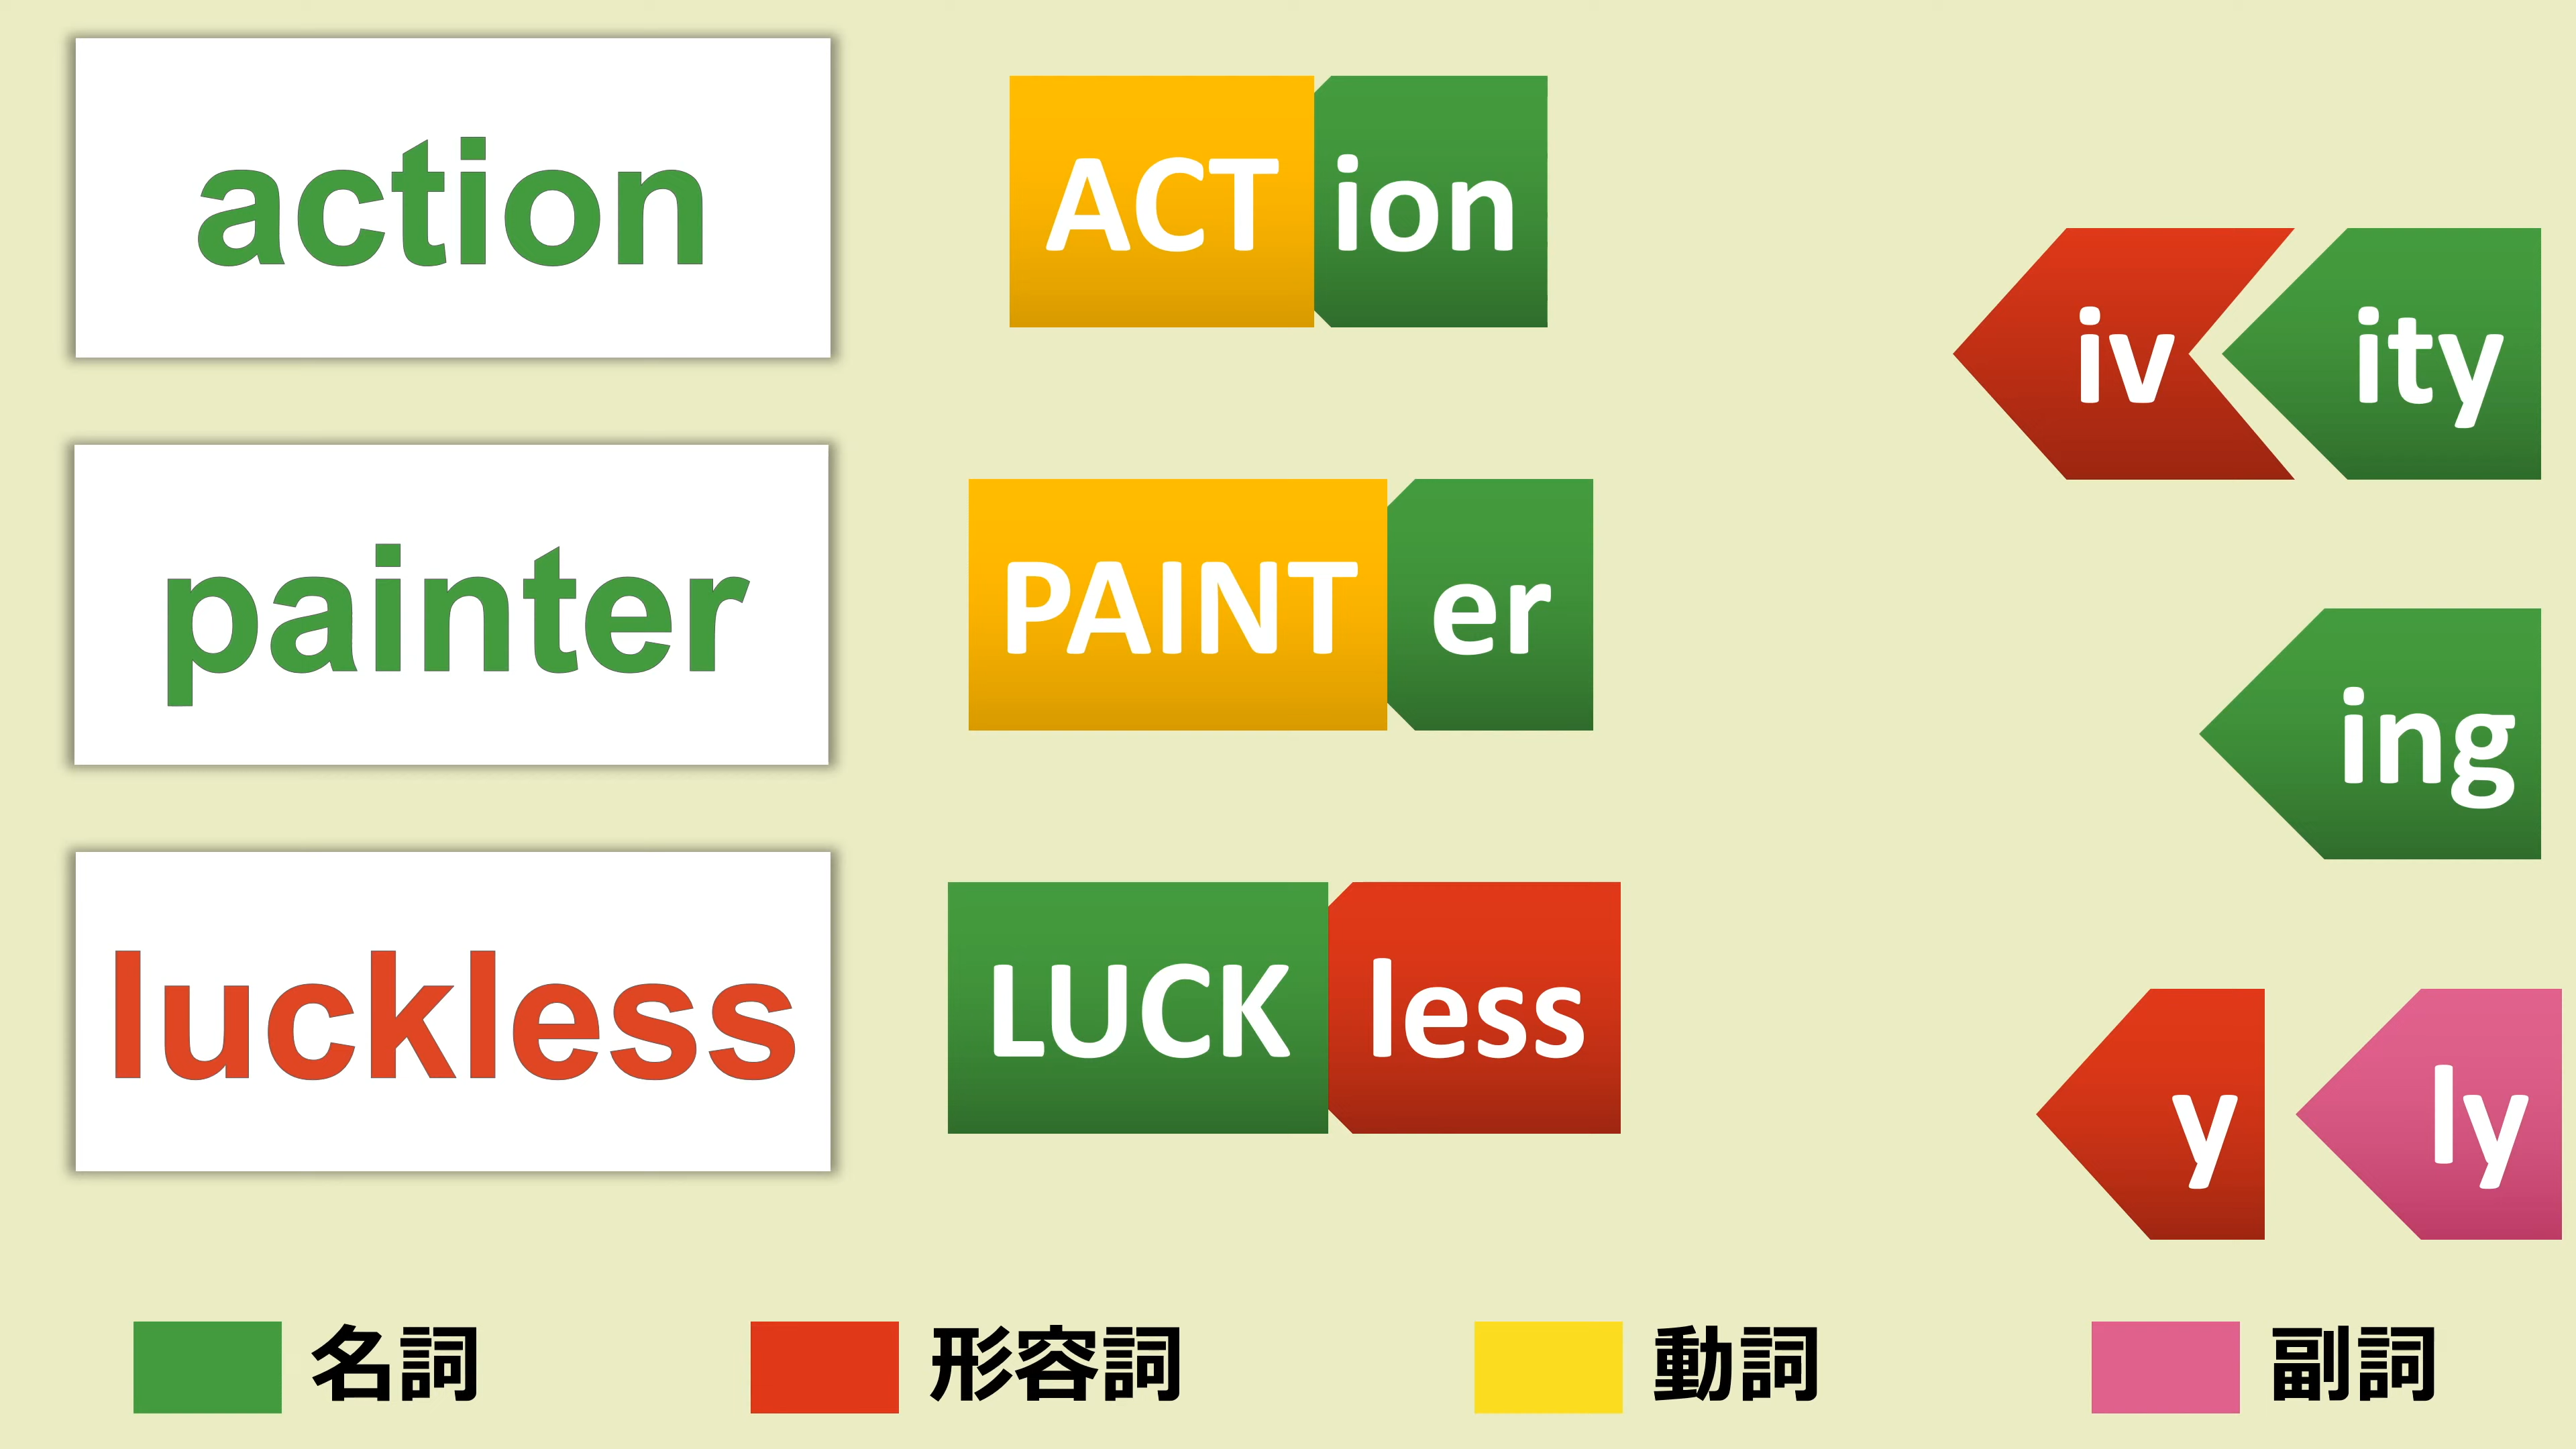 action
ACT ion
iv ity
painter
PAINT er
ing
luckless
LUCK less
y ly
名詞 形容詞 動詞 副詞